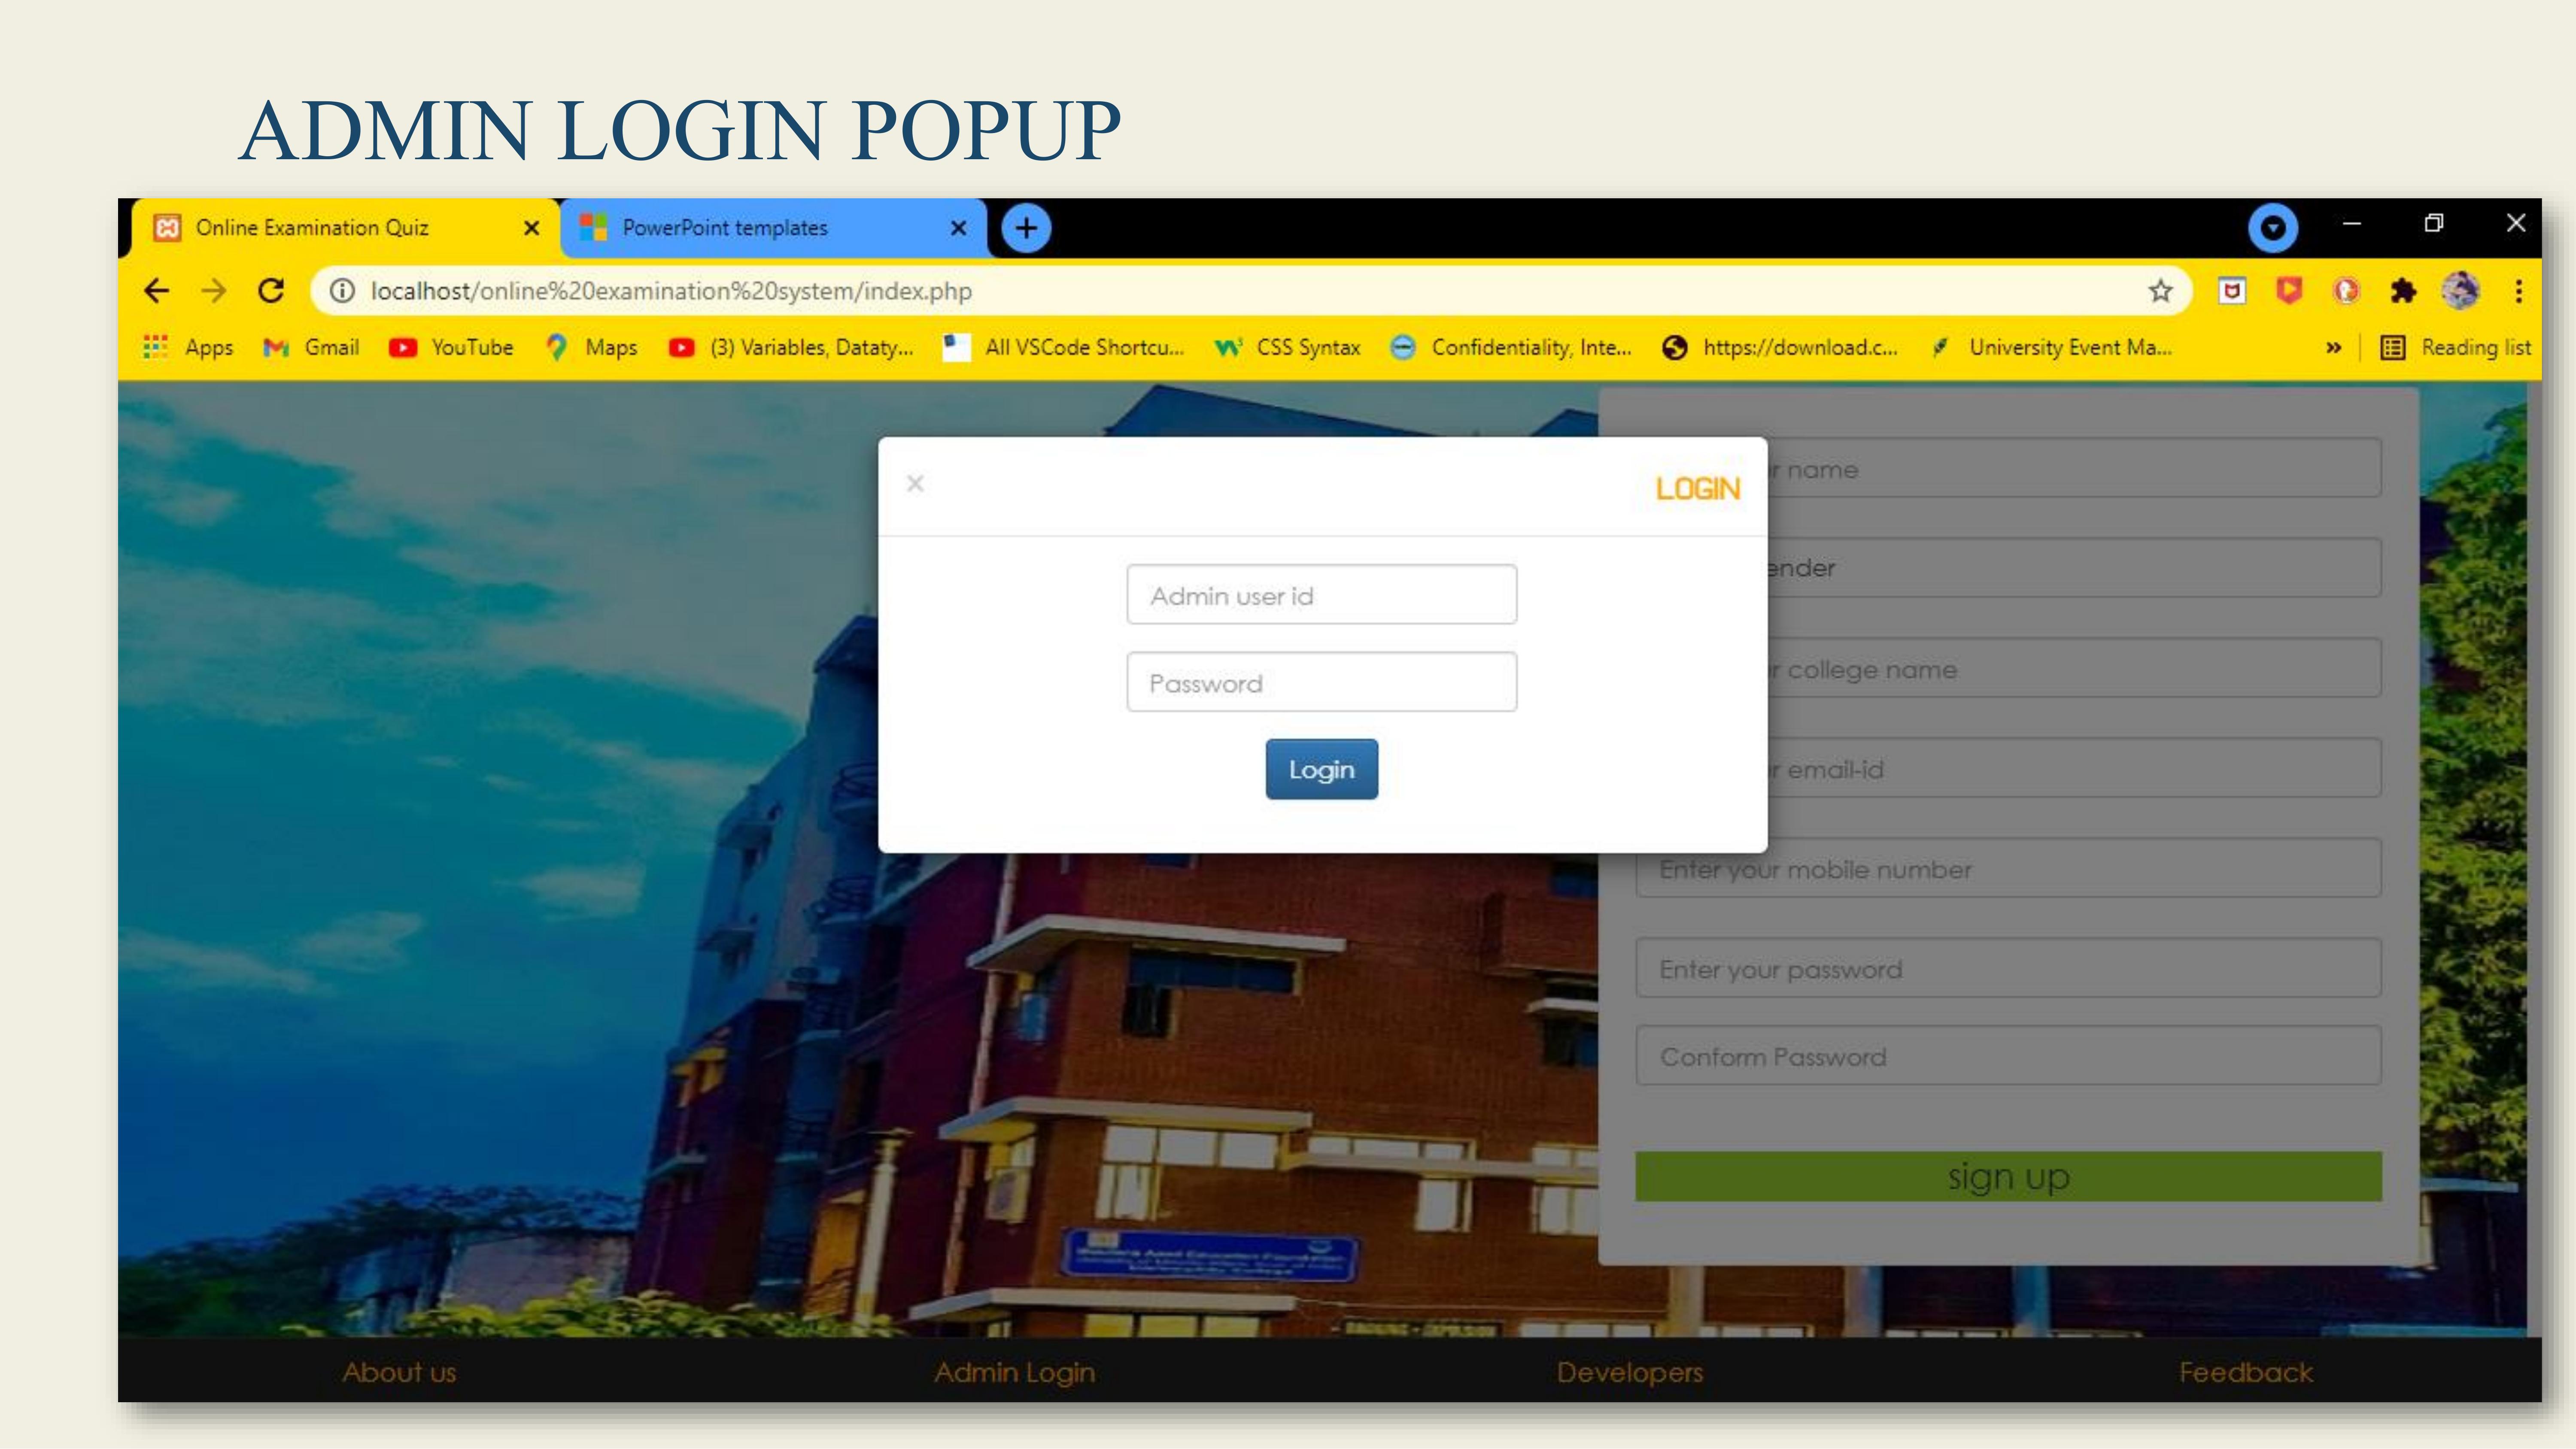 ADMIN LOGIN POPUP
Online Examination Quiz
PowerPoint templates
localhost/online%20examination%20system/index.php
Apps
Gmail
YouTube
Maps
(3) Variables, Dataty...
All VSCode Shortcu...
CSS Syntax
Confidentiality, Inte...
https://download.c...
University Event Ma...
»
Reading list
LOGIN
r name
Admin user id
ender
Password
r college name
Login
r email-id
Enter your mobile number
Enter your password
Conform Password
sign up
About us
Admin Login
Developers
Feedback